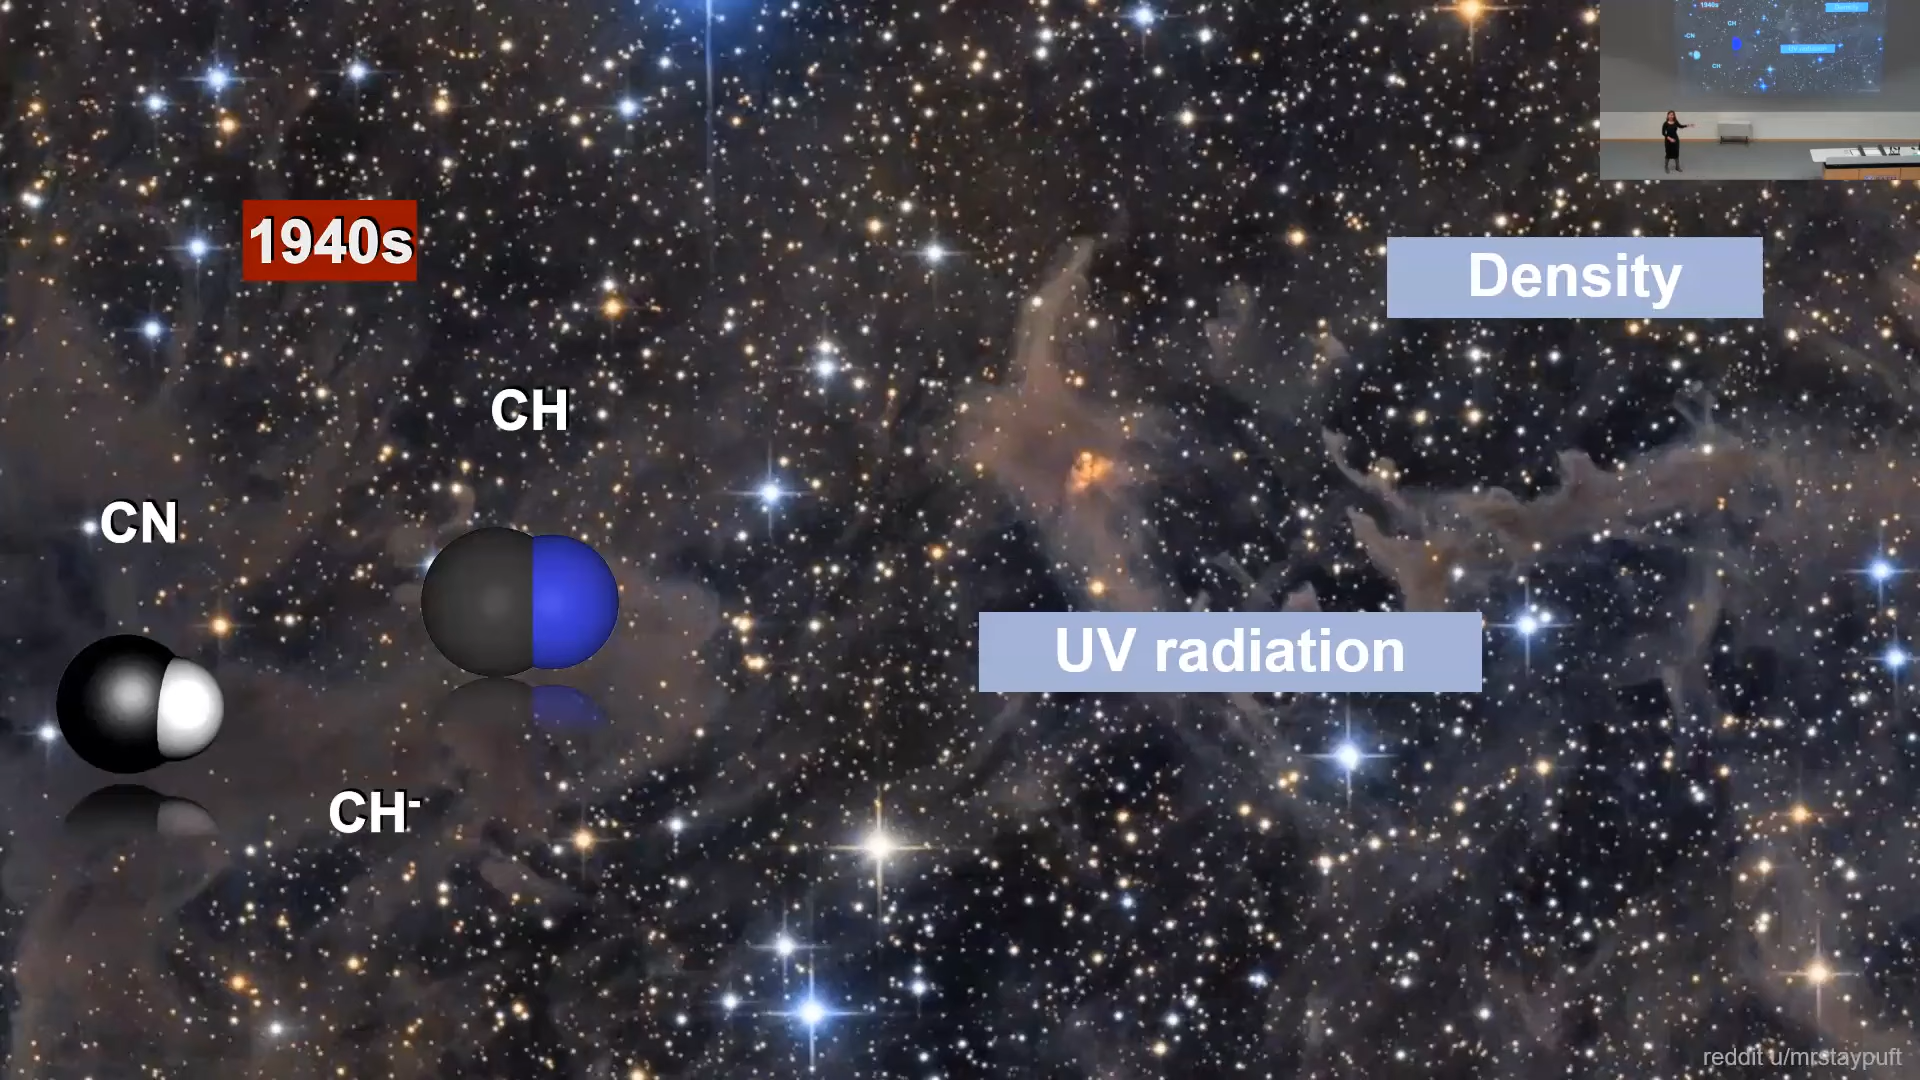 1940s
Density
CH
CN
UV radiation
CH-
reddit u/mrstaypuft